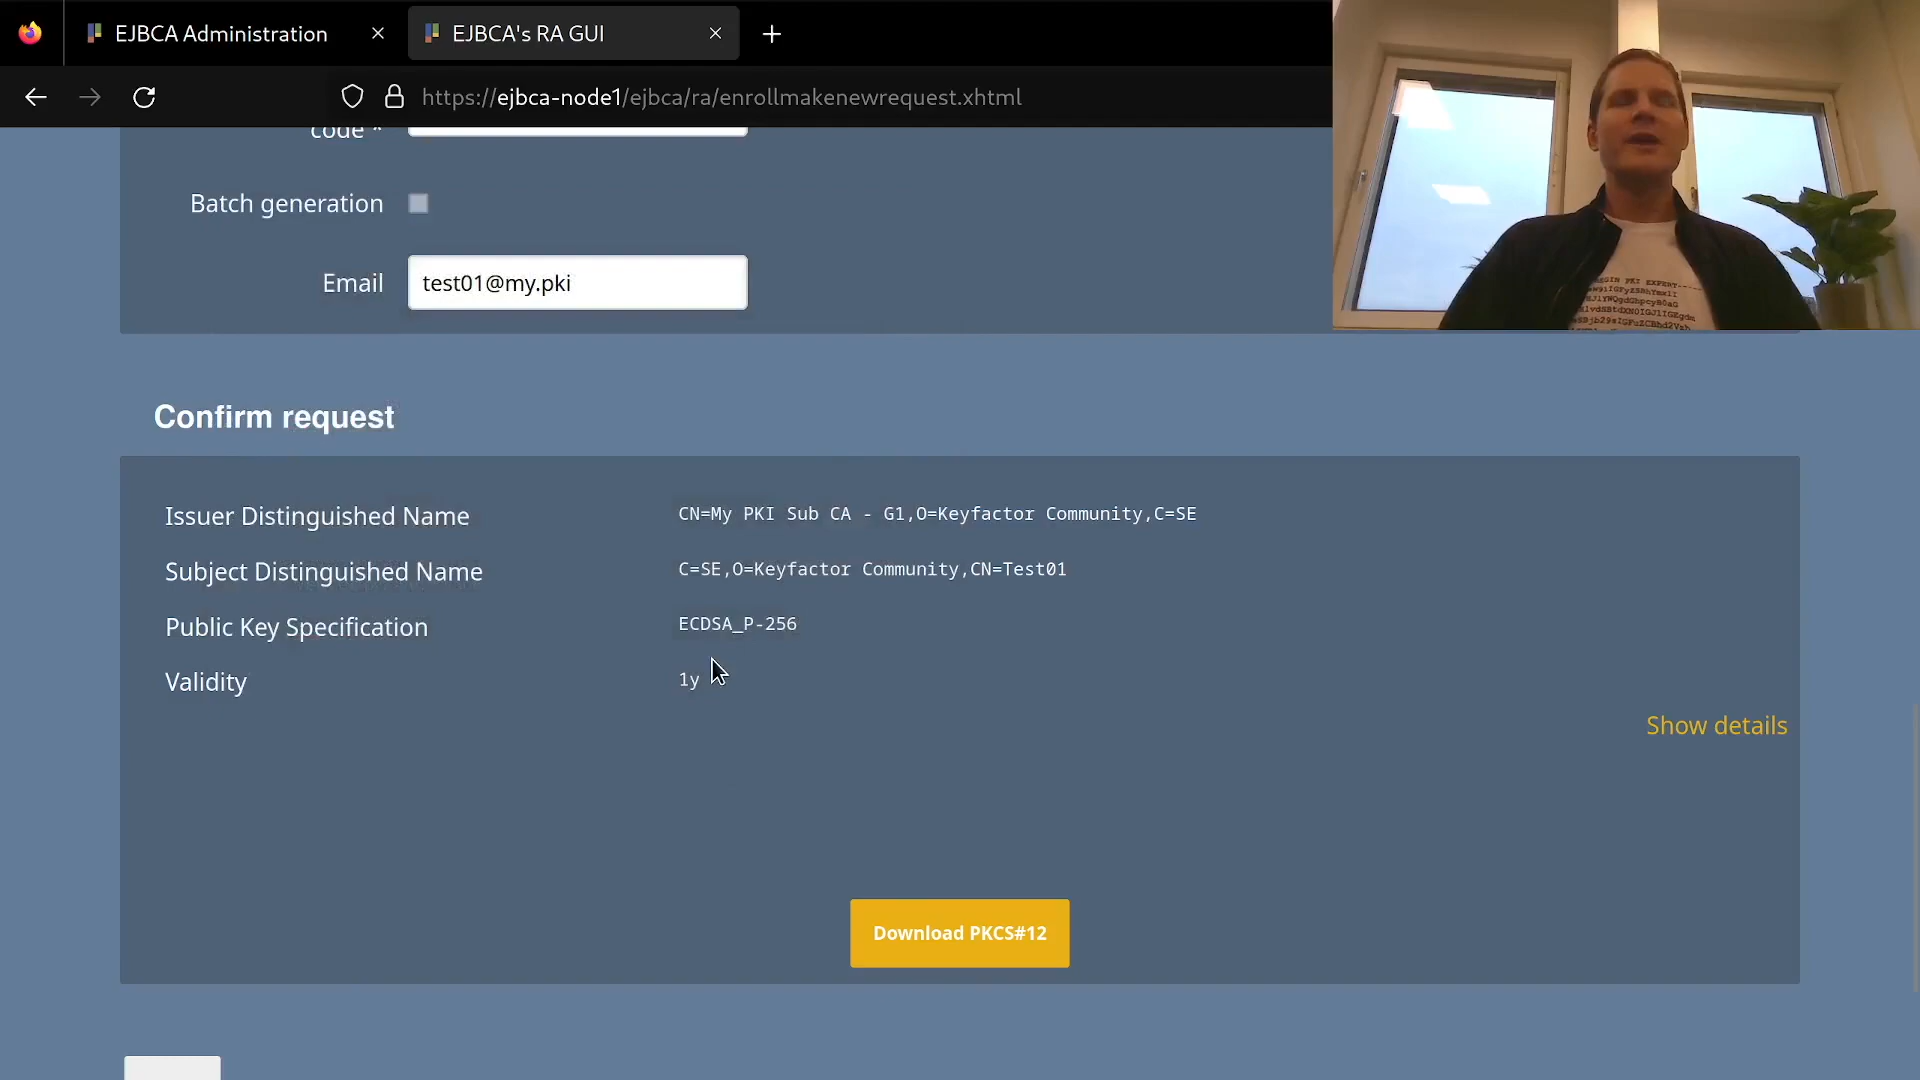 EJBCA Administration
EJBCA's RA GUI
https://ejbca-node1/ejbca/ra/enrollmakenewrequest.xhtml
code *
Batch generation
Email
test01@my.pki
Confirm request
Issuer Distinguished Name
CN=My PKI Sub CA - G1,O=Keyfactor Community,C=SE
Subject Distinguished Name
C=SE,O=Keyfactor Community,CN=Test01
Public Key Specification
ECDSA_P-256
Validity
1y
Show details
Download PKCS#12
PKI EXPERT-----